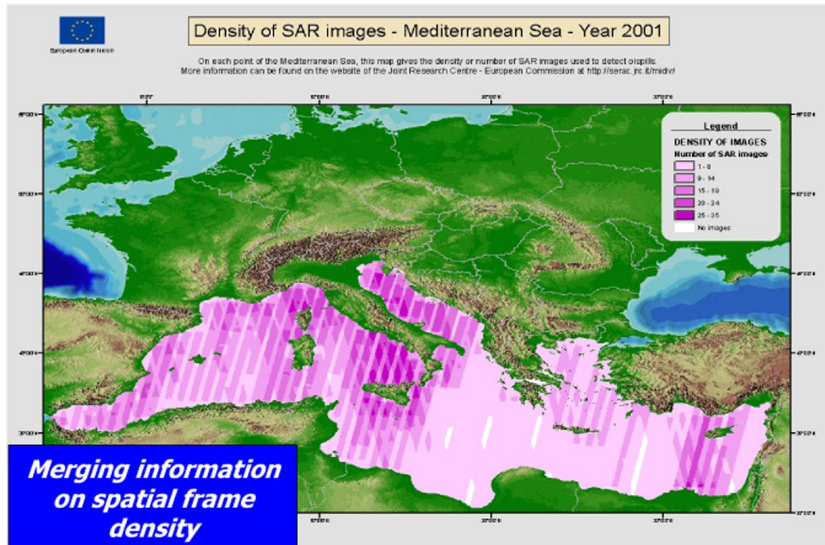 Density of SAR images - Mediterranean Sea - Year 2001
European Commission
On each point of the Mediterranean Sea, this map gives the density or number of SAR images used to detect oilspills.
More information can be found on the website of the Joint Research Centre - European Commission at http://serac.jrc.it/midiv/
Legend
DENSITY OF IMAGES
Number of SAR images
1 - 8
9 - 14
15 - 19
20 - 24
25 - 35
No images
Merging information
on spatial frame
density